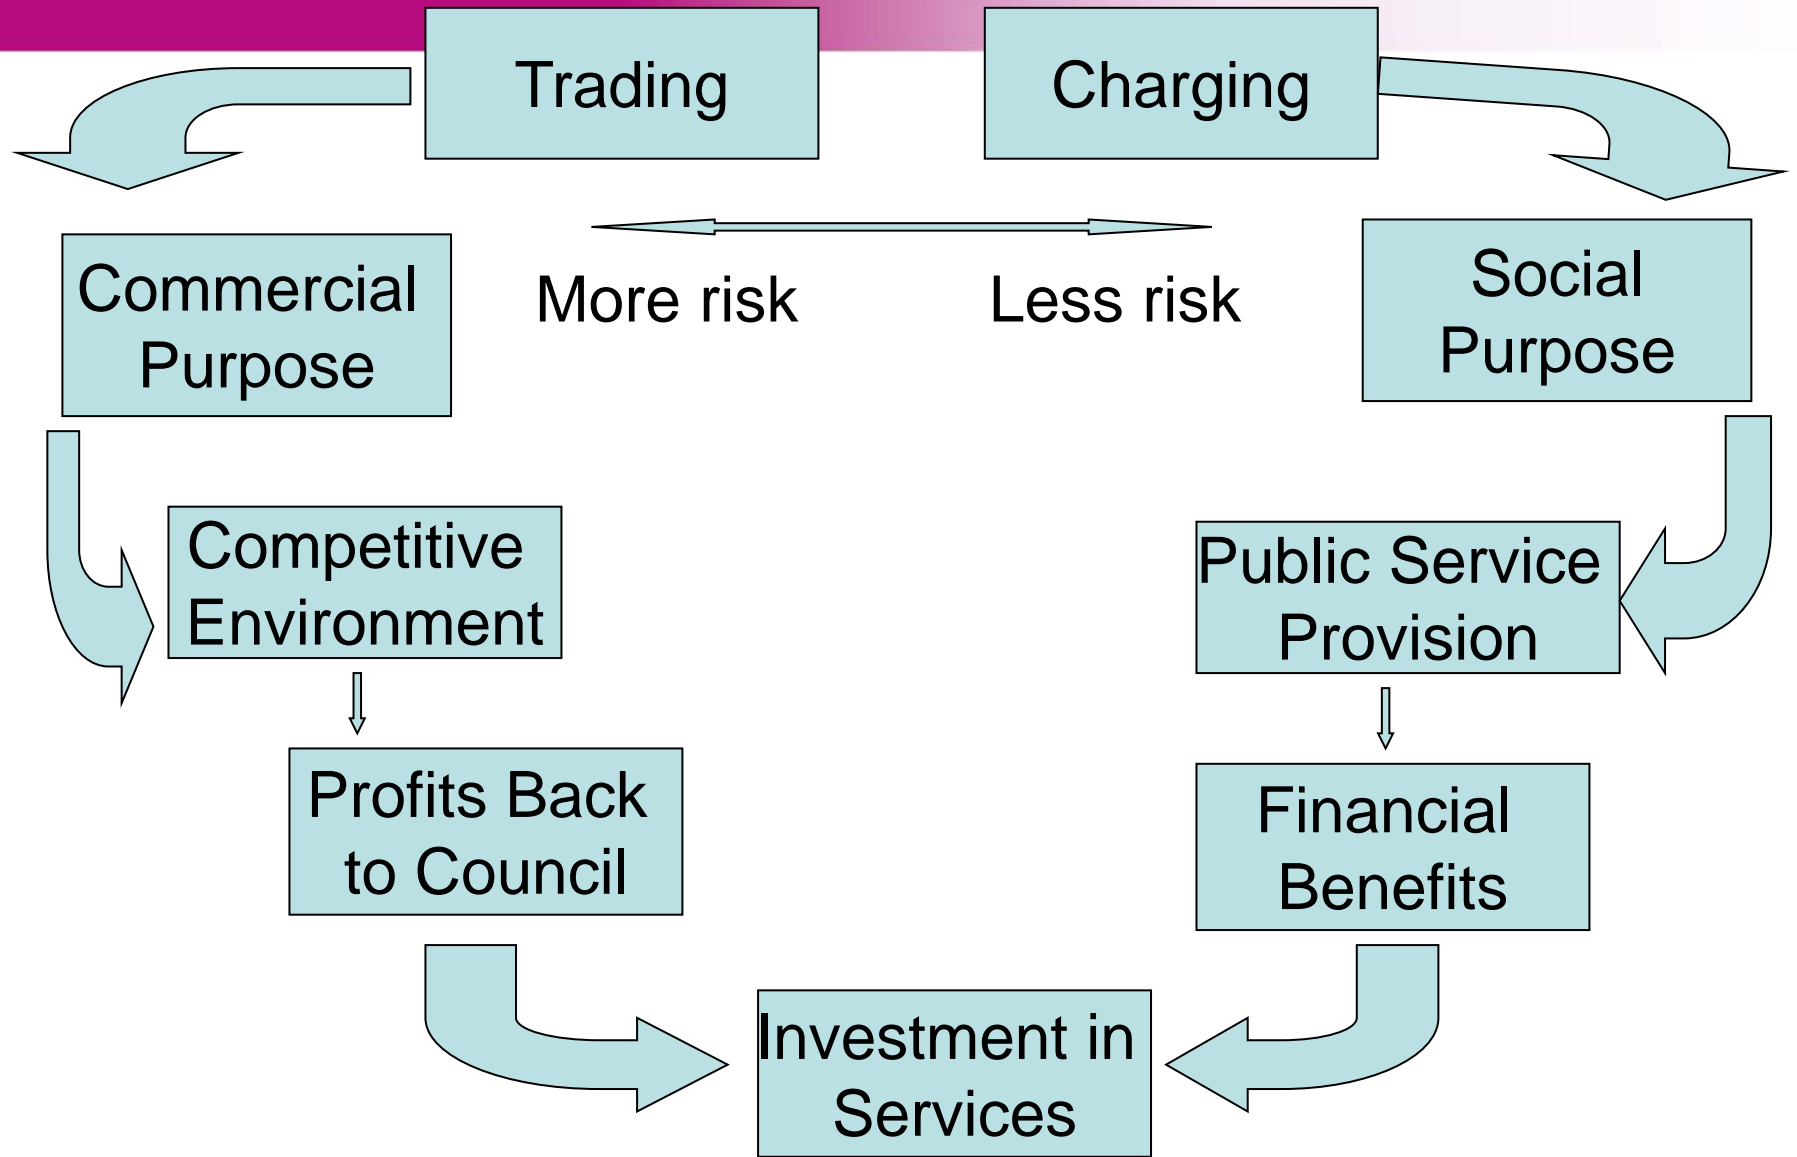 Trading
Charging
Commercial
Purpose
More risk
Less risk
Social
Purpose
Competitive
Environment
Public Service
Provision
Profits Back
to Council
Financial
Benefits
Investment in
Services